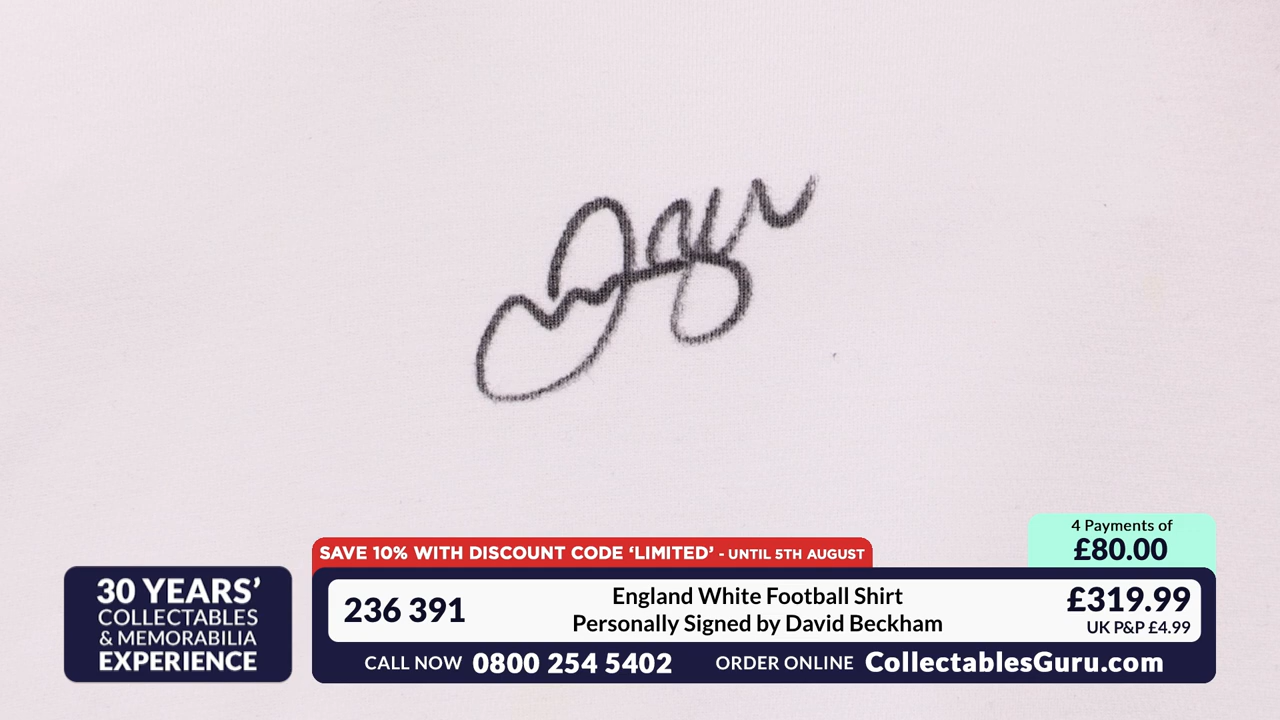 SAVE 10% WITH DISCOUNT CODE ‘LIMITED’ - UNTIL 5TH AUGUST
4 Payments of
£80.00
30 YEARS’
COLLECTABLES
& MEMORABILIA
EXPERIENCE
236 391
England White Football Shirt
Personally Signed by David Beckham
£319.99
UK P&P £4.99
CALL NOW 0800 254 5402
ORDER ONLINE CollectablesGuru.com